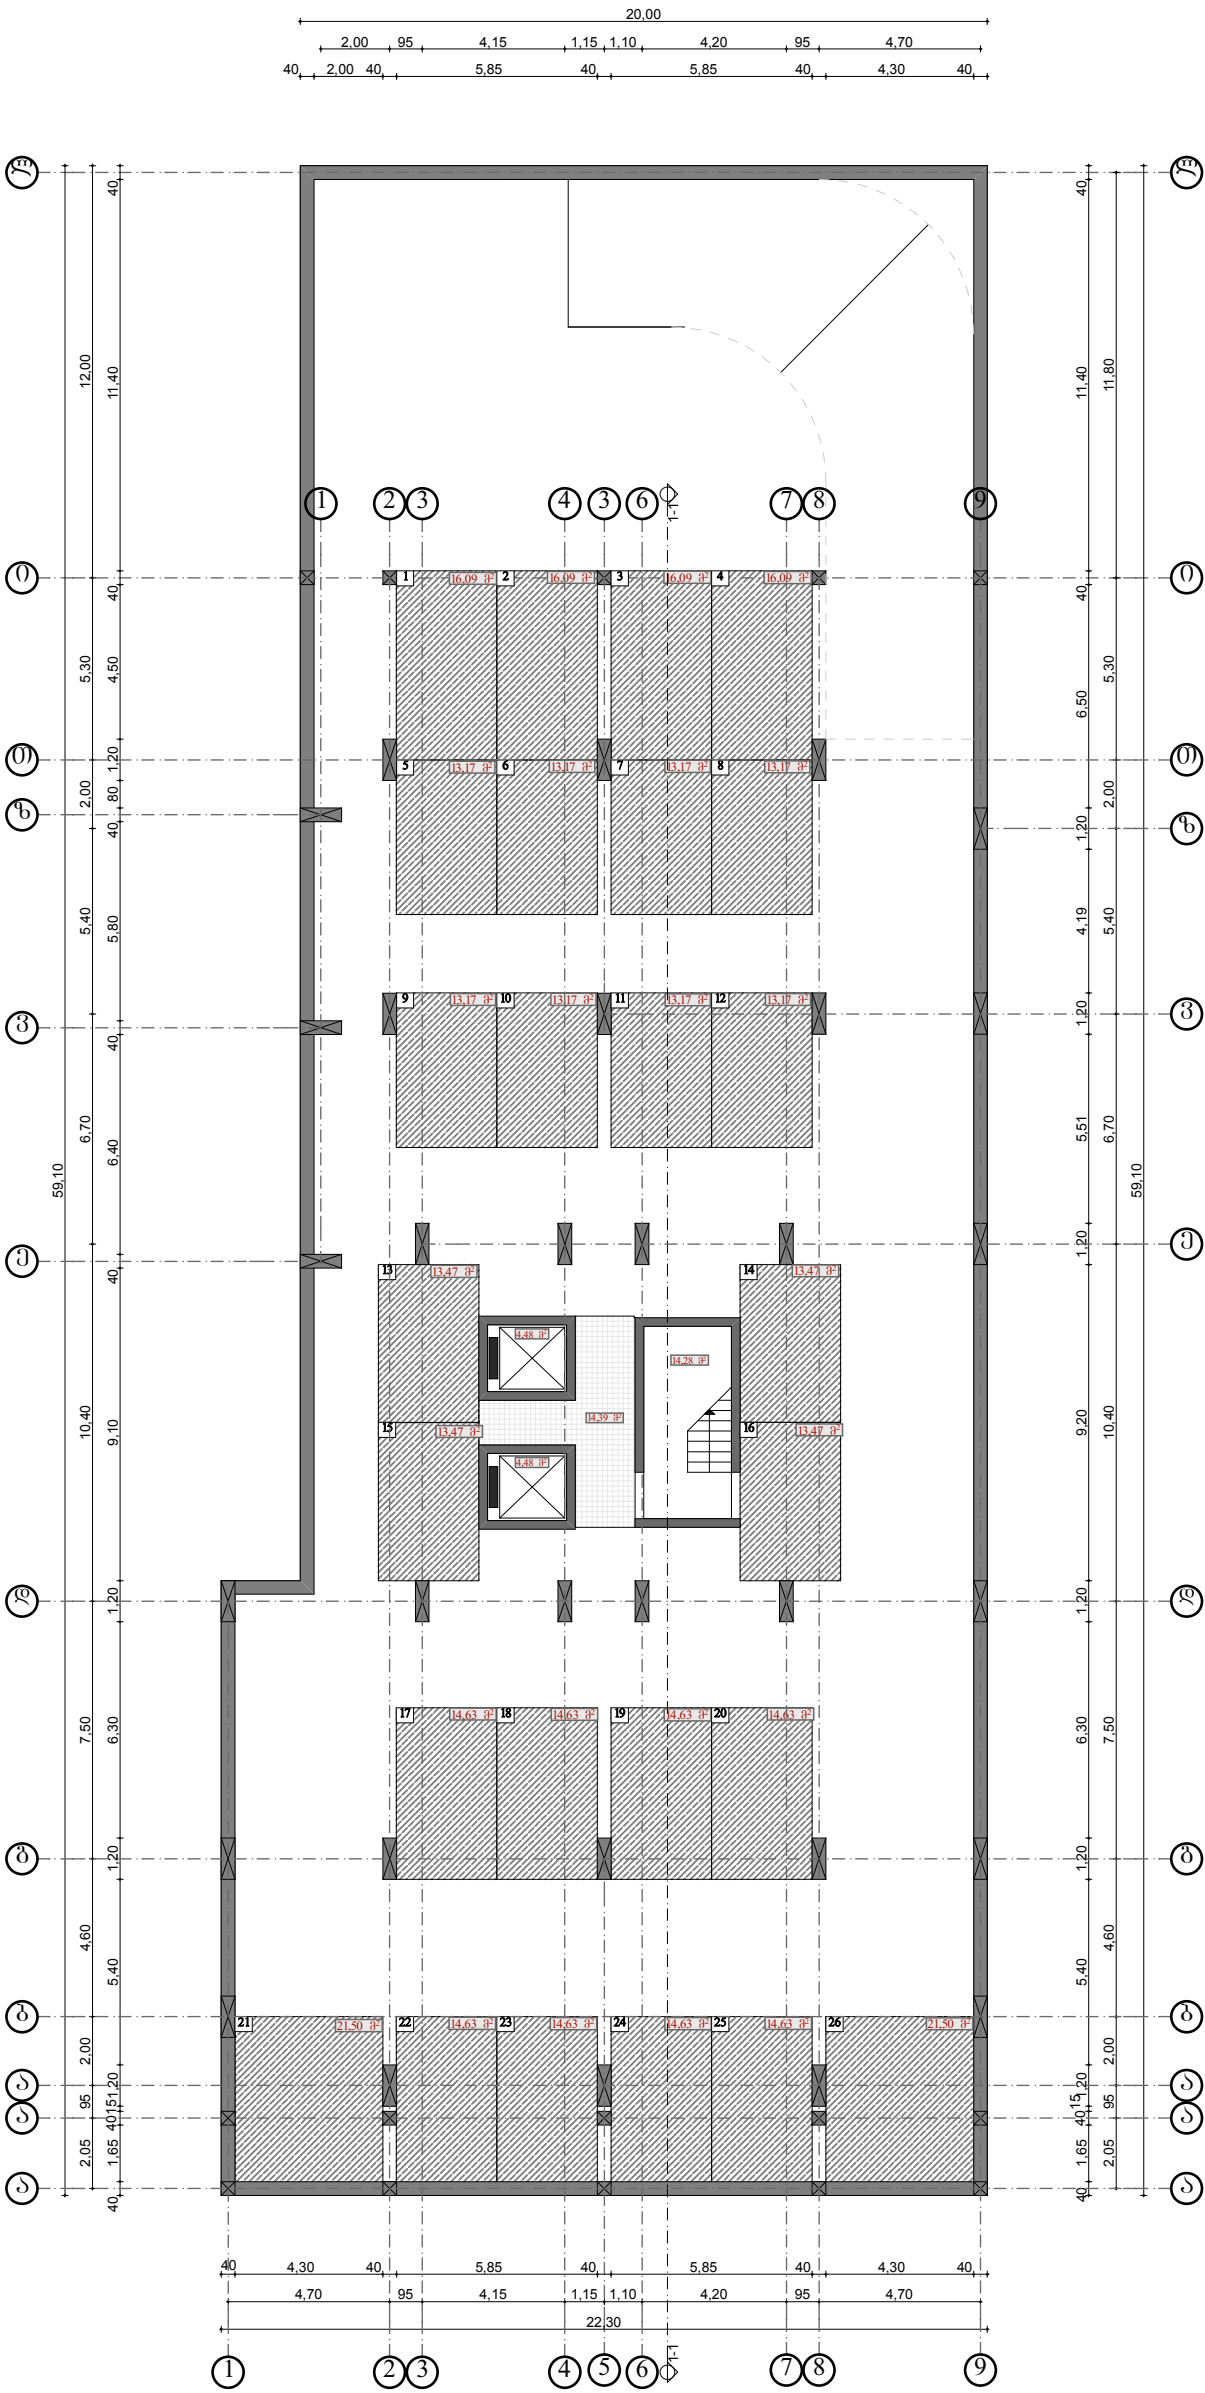 20,00
2,00 95 4,15 1,15 1,10 4,20 95 4,70
40 2,00 40 5,85 40 5,85 40 4,30 40
1 2 3 4 3 6 1-1 7 8 9
1 16,09 მ² 2 16,09 მ² 3 16,09 მ² 4 16,09 მ²
5 13,17 მ² 6 13,17 მ² 7 13,17 მ² 8 13,17 მ²
9 13,17 მ² 10 13,17 მ² 11 13,17 მ² 12 13,17 მ²
13 13,47 მ² 14 13,47 მ²
4,48 მ²
14,28 მ²
14,39 მ²
15 13,47 მ² 16 13,47 მ²
4,48 მ²
17 14,63 მ² 18 14,63 მ² 19 14,63 მ² 20 14,63 მ²
21 21,50 მ² 22 14,63 მ² 23 14,63 მ² 24 14,63 მ² 25 14,63 მ² 26 21,50 მ²
თ თ
ზ ზ
ვ ვ
ე ე
დ დ
გ გ
ბ ბ
ა ა
ა ა
ა ა
59,10
12,00 5,30 2,00 5,40 6,70 10,40 7,50 4,60 2,00 95 2,05
40 11,40 40 4,50 1,20 80 40 5,80 40 6,40 40 9,10 1,20 6,30 1,20 5,40 1,20 15 40 1,65 40
40 11,40 40 6,50 1,20 4,19 1,20 5,51 1,20 9,20 1,20 6,30 1,20 5,40 1,20 15 40 1,65 40
11,80 5,30 2,00 5,40 6,70 10,40 7,50 4,60 2,00 95 2,05
59,10
40 4,30 40 5,85 40 5,85 40 4,30 40
4,70 95 4,15 1,15 1,10 4,20 95 4,70
22,30
1 2 3 4 5 6 1-1 7 8 9